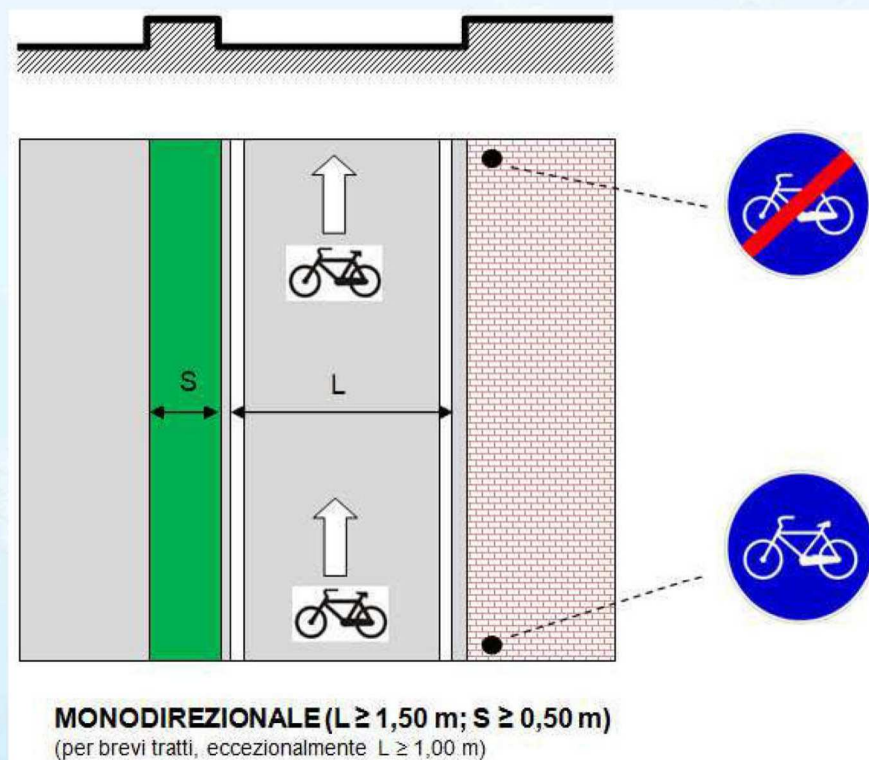 S
L
MONODIREZIONALE (L ≥ 1,50 m; S ≥ 0,50 m)
(per brevi tratti, eccezionalmente L ≥ 1,00 m)